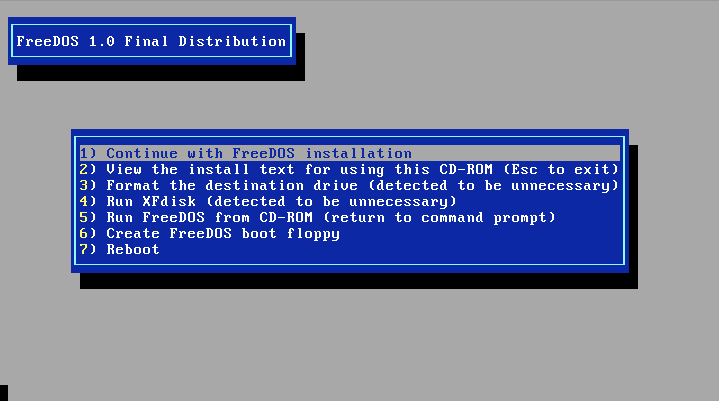 FreeDOS 1.0 Final Distribution
1) Continue with FreeDOS installation
2) View the install text for using this CD-ROM (Esc to exit)
3) Format the destination drive (detected to be unnecessary)
4) Run XFdisk (detected to be unnecessary)
5) Run FreeDOS from CD-ROM (return to command prompt)
6) Create FreeDOS boot floppy
7) Reboot